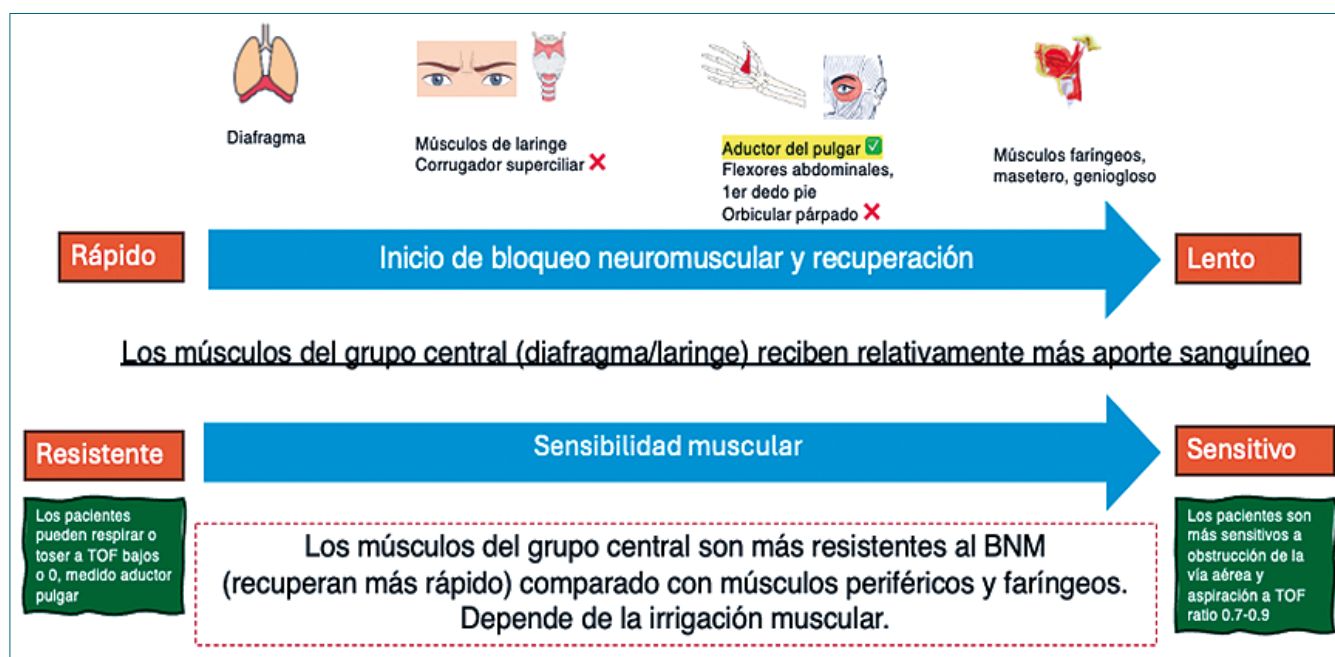 Diafragma
Músculos de laringe
Corrugador superciliar ❌
Aductor del pulgar ✅
Flexores abdominales,
1er dedo pie
Orbicular párpado ❌
Músculos faríngeos,
masetero, geniogloso
Rápido
Inicio de bloqueo neuromuscular y recuperación
Lento
Los músculos del grupo central (diafragma/laringe) reciben relativamente más aporte sanguíneo
Resistente
Sensibilidad muscular
Sensitivo
Los pacientes
pueden respirar o
toser a TOF bajos
o 0, medido aductor
pulgar
Los músculos del grupo central son más resistentes al BNM
(recuperan más rápido) comparado con músculos periféricos y faríngeos.
Depende de la irrigación muscular.
Los pacientes son
más sensitivos a
obstrucción de la
vía aérea y
aspiración a TOF
ratio 0.7-0.9